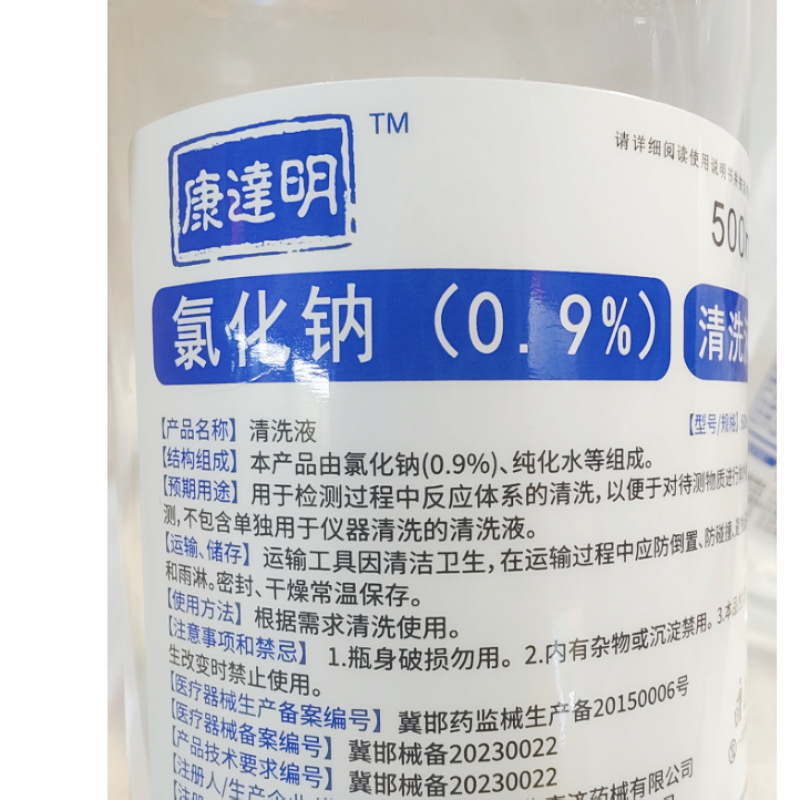 康達明 TM
请详细阅读使用说明书
500
氯化钠（0.9%）
清洗
【产品名称】清洗液
【型号/规格】
【结构组成】本产品由氯化钠(0.9%)、纯化水等组成。
【预期用途】用于检测过程中反应体系的清洗，以便于对待测物质进行
测，不包含单独用于仪器清洗的清洗液。
【运输、储存】运输工具因清洁卫生，在运输过程中应防倒置、防碰撞、
和雨淋。密封、干燥常温保存。
【使用方法】根据需求清洗使用。
【注意事项和禁忌】1.瓶身破损勿用。2.内有杂物或沉淀禁用。3.本品
生改变时禁止使用。
【医疗器械生产备案编号】冀邯药监械生产备20150006号
【医疗器械备案编号】冀邯械备20230022
【产品技术要求编号】冀邯械备20230022
【注册人/生产企业
济药械有限公司